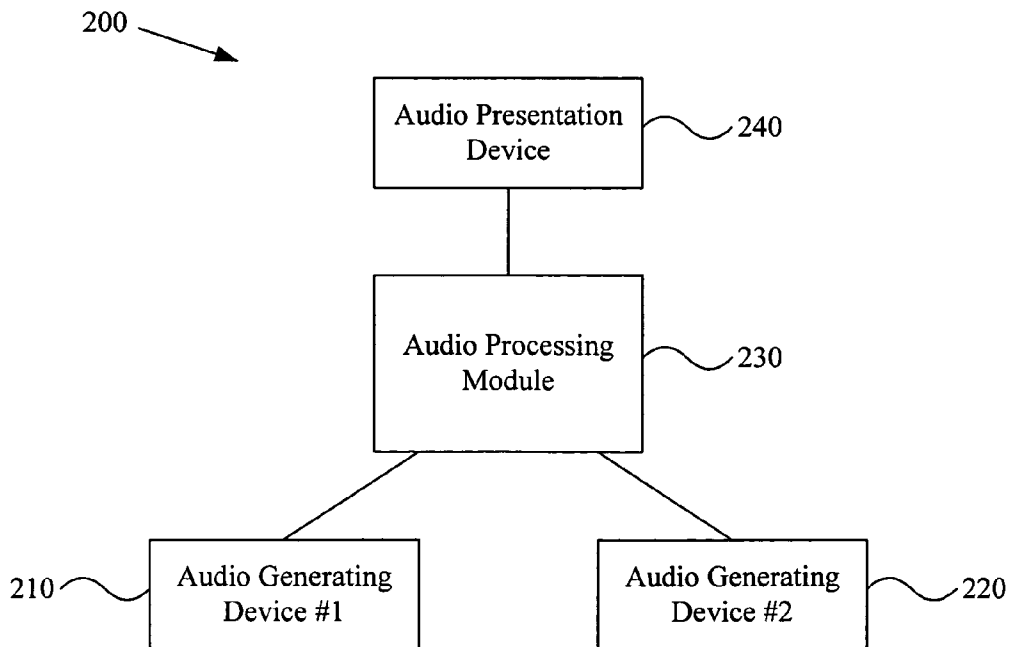 200
Audio Presentation
Device
240
Audio Processing
Module
230
210
Audio Generating
Device #1
Audio Generating
Device #2
220